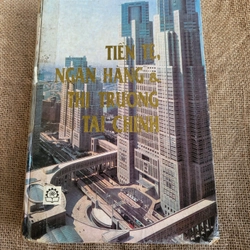 TIỀN TỆ,
NGÂN HÀNG &
THỊ TRƯỜNG
TÀI CHÍNH